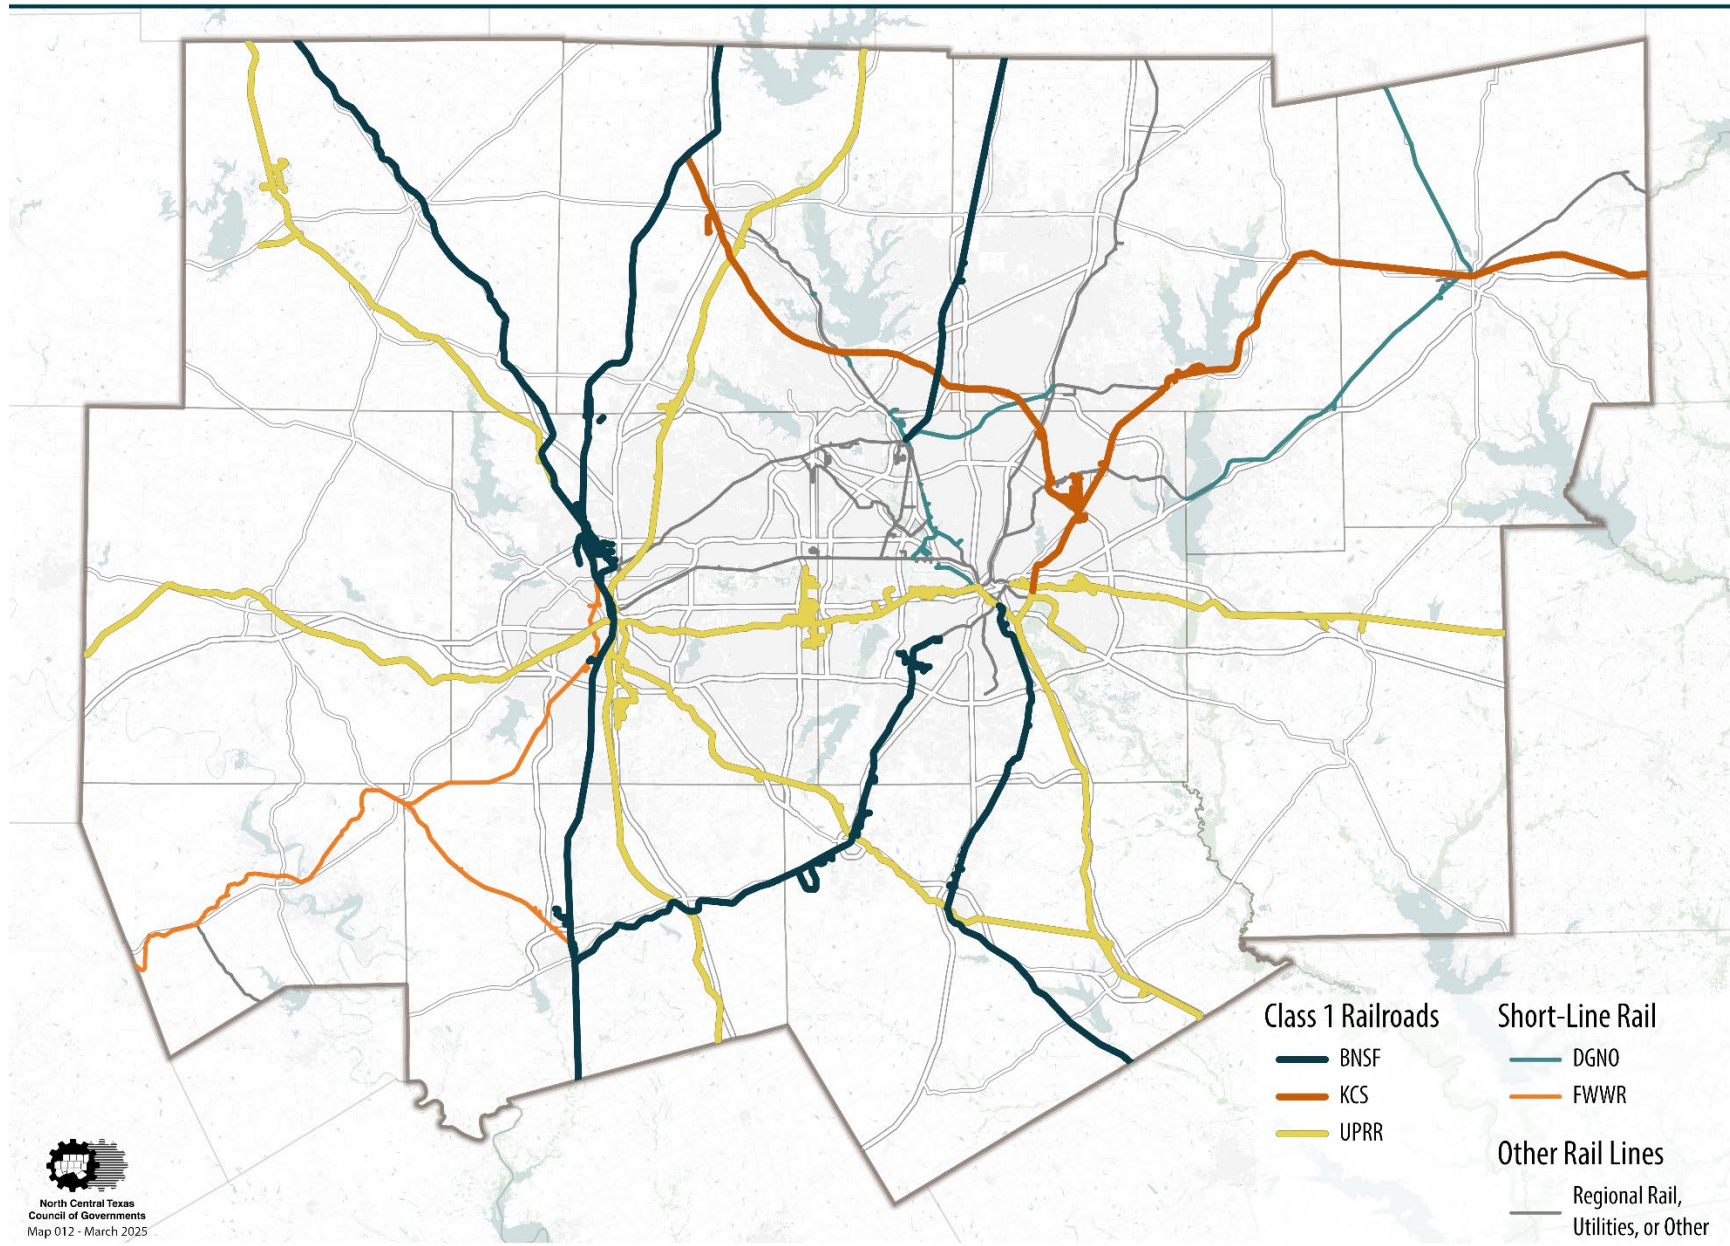 Class 1 Railroads
BNSF
KCS
UPRR
Short-Line Rail
DGNO
FWWR
Other Rail Lines
Regional Rail,
Utilities, or Other
North Central Texas
Council of Governments
Map 012 - March 2025